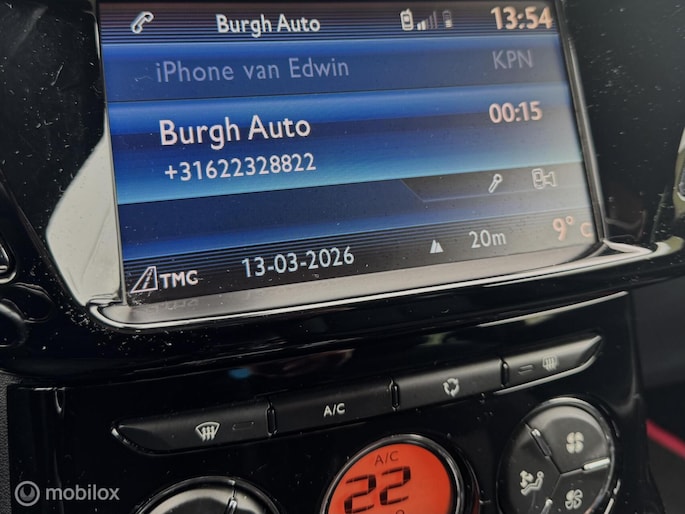 Burgh Auto 13:54
iPhone van Edwin KPN
Burgh Auto 00:15
+31622328822
TMG 13-03-2026 20m 9° C
A/C
A/C
22
mobilox